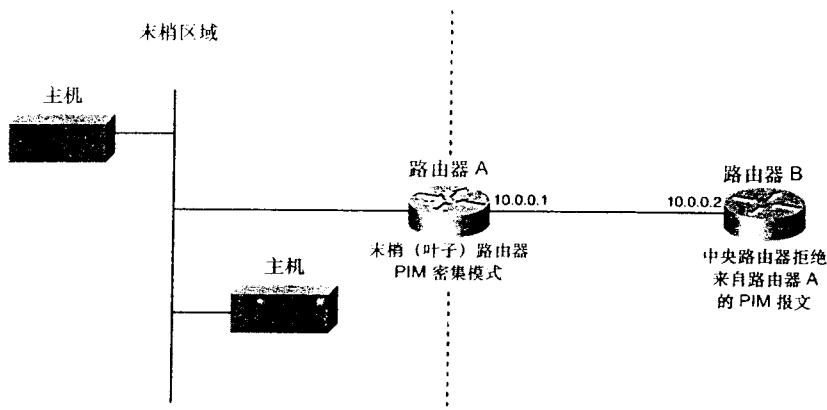 末梢区域
主机
路由器 A
10.0.0.1
10.0.0.2
路由器 B
末梢（叶子）路由器
PIM 密集模式
中央路由器拒绝
来自路由器 A
的 PIM 报文
主机